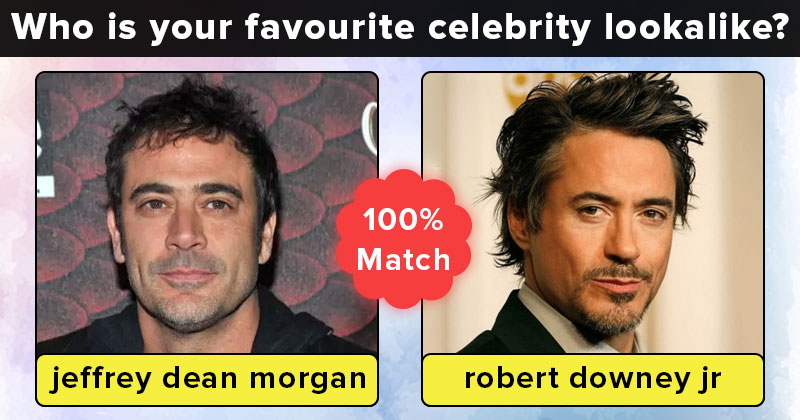 Who is your favourite celebrity lookalike?
100%
Match
jeffrey dean morgan
robert downey jr